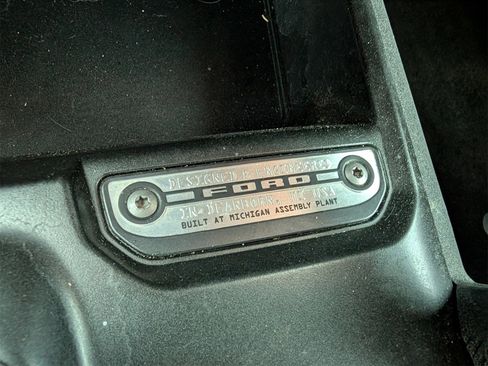 DESIGNED & ENGINEERED
FORD
IN DEARBORN, MI USA
BUILT AT MICHIGAN ASSEMBLY PLANT